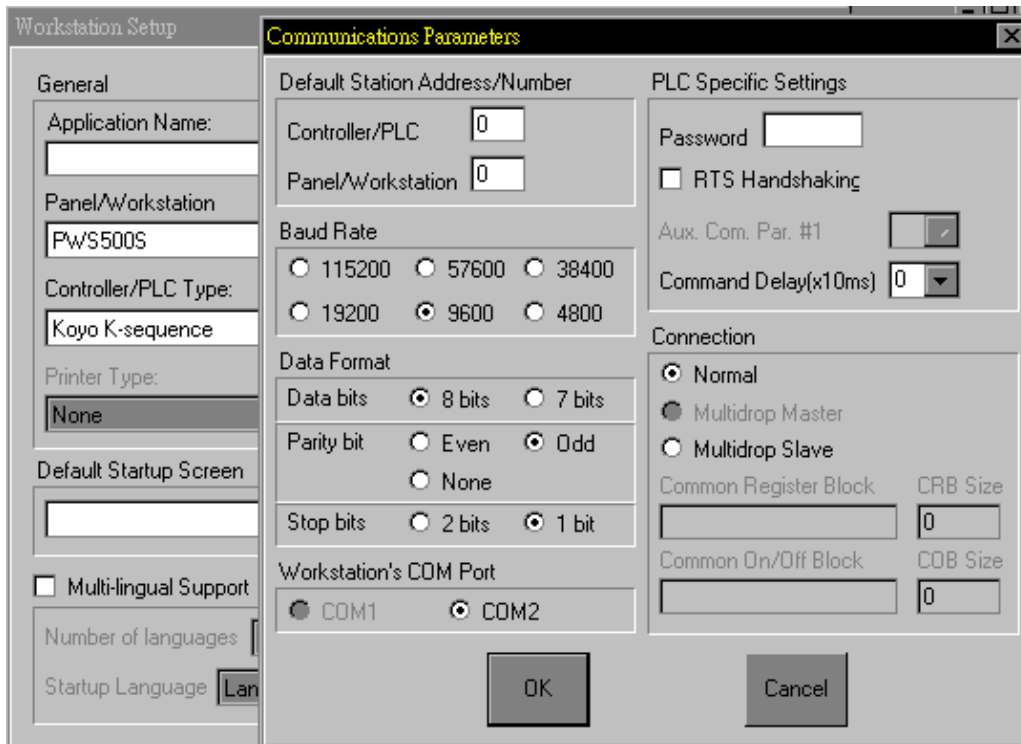 Workstation Setup
General
Application Name:
Panel/Workstation
PWS500S
Controller/PLC Type:
Koyo K-sequence
Printer Type:
None
Default Startup Screen
Multi-lingual Support
Number of languages
Startup Language Lan
Communications Parameters
Default Station Address/Number
Controller/PLC 0
Panel/Workstation 0
Baud Rate
115200 57600 38400
19200 9600 4800
Data Format
Data bits 8 bits 7 bits
Parity bit Even Odd
None
Stop bits 2 bits 1 bit
Workstation's COM Port
COM1 COM2
PLC Specific Settings
Password
RTS Handshaking
Aux. Com. Par. #1
Command Delay(x10ms) 0
Connection
Normal
Multidrop Master
Multidrop Slave
Common Register Block CRB Size
0
Common On/Off Block COB Size
0
OK Cancel